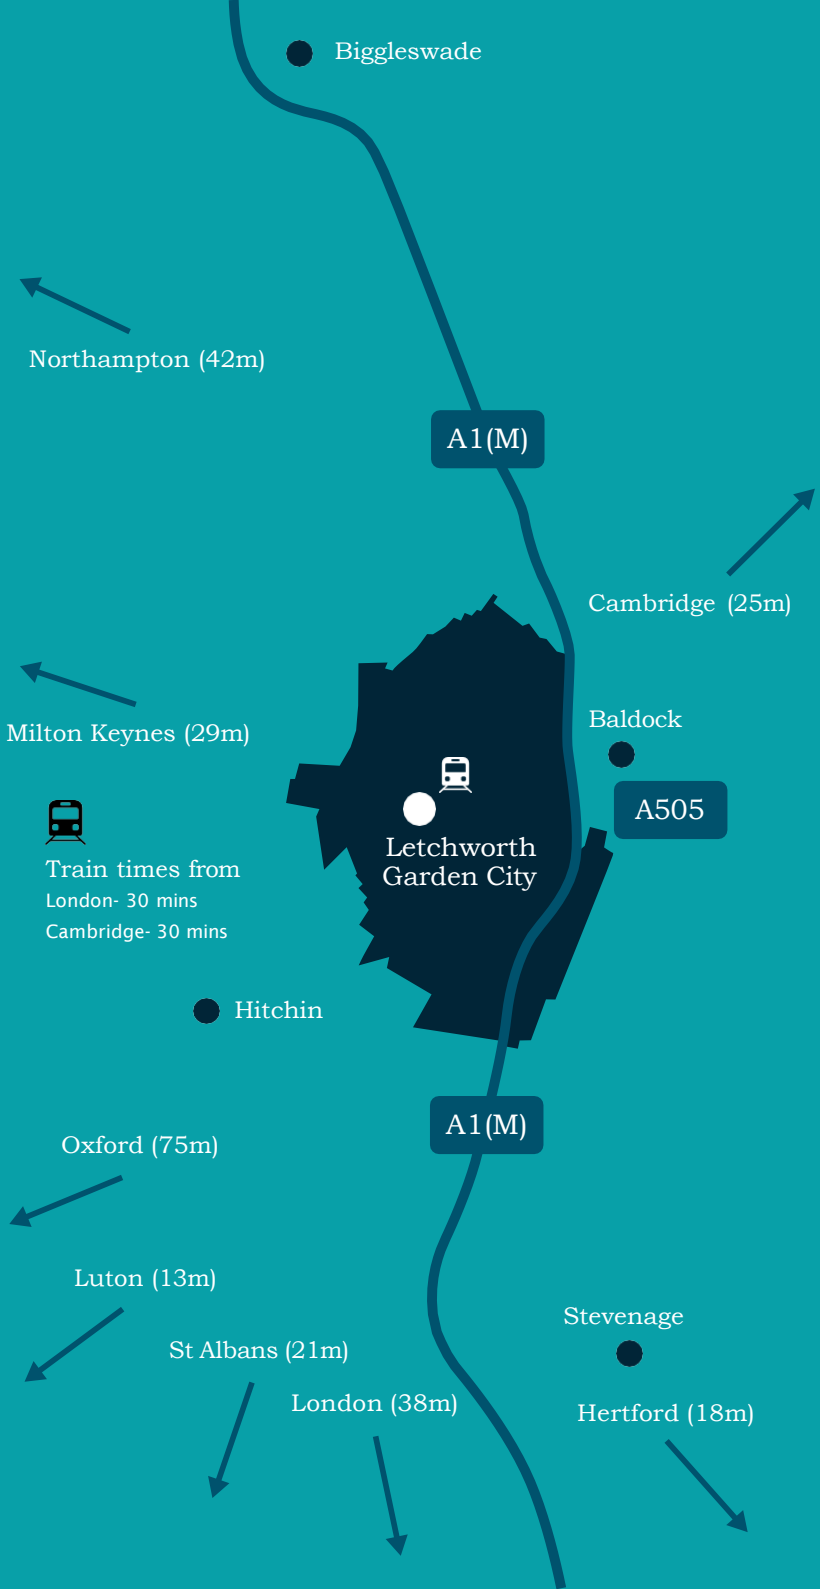 Biggleswade
Northampton (42m)
A1(M)
Cambridge (25m)
Baldock
Milton Keynes (29m)
A505
Letchworth
Garden City
Train times from
London- 30 mins
Cambridge- 30 mins
Hitchin
A1(M)
Oxford (75m)
Luton (13m)
Stevenage
St Albans (21m)
London (38m)
Hertford (18m)